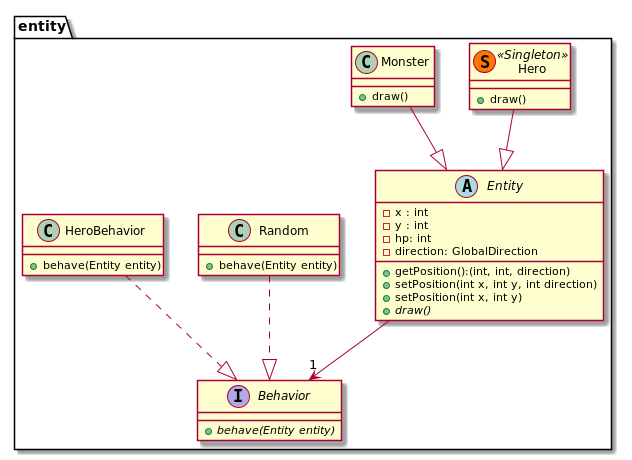 entity
C Monster
draw()
S «Singleton»
Hero
draw()
A Entity
x : int
y : int
hp: int
direction: GlobalDirection
getPosition():(int, int, direction)
setPosition(int x, int y, int direction)
setPosition(int x, int y)
draw()
C HeroBehavior
behave(Entity entity)
C Random
behave(Entity entity)
1
I Behavior
behave(Entity entity)